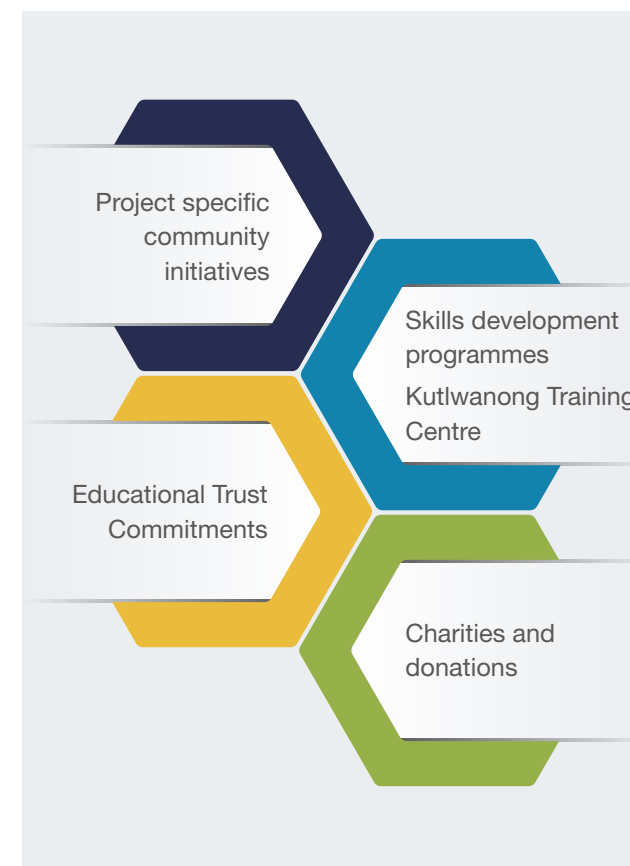 Project specific
community
initiatives
Skills development
programmes
Kutlwanong Training
Centre
Educational Trust
Commitments
Charities and
donations